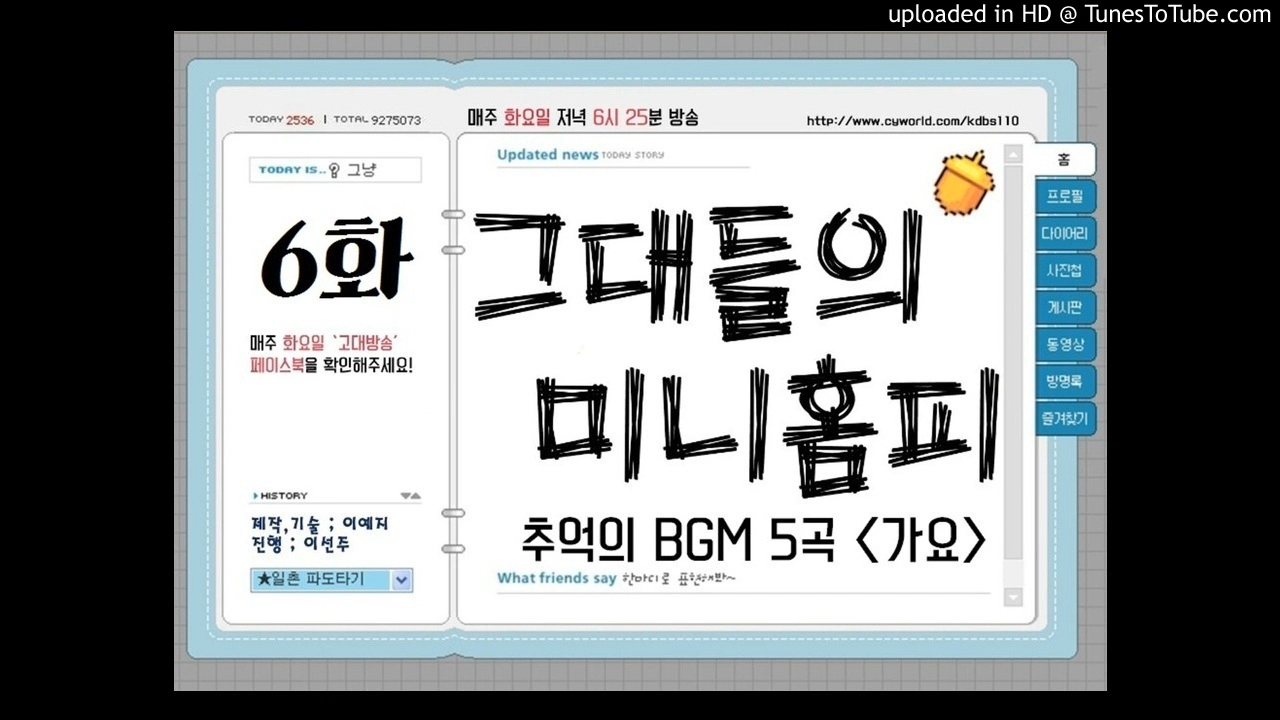 uploaded in HD @ TunesToTube.com
TODAY 2536 | TOTAL 9275073
매주 화요일 저녁 6시 25분 방송
http://www.cyworld.com/kdbs110
TODAY IS.. 그냥
6화
매주 화요일 '고대방송'
페이스북을 확인해주세요!
HISTORY
제작,기술 ; 이예지
진행 ; 이선주
★일촌 파도타기
Updated news TODAY STORY
그대들의
미니홈피
추억의 BGM 5곡 <가요>
What friends say 한마디로 표현해봐~
홈
프로필
다이어리
사진첩
게시판
동영상
방명록
즐겨찾기